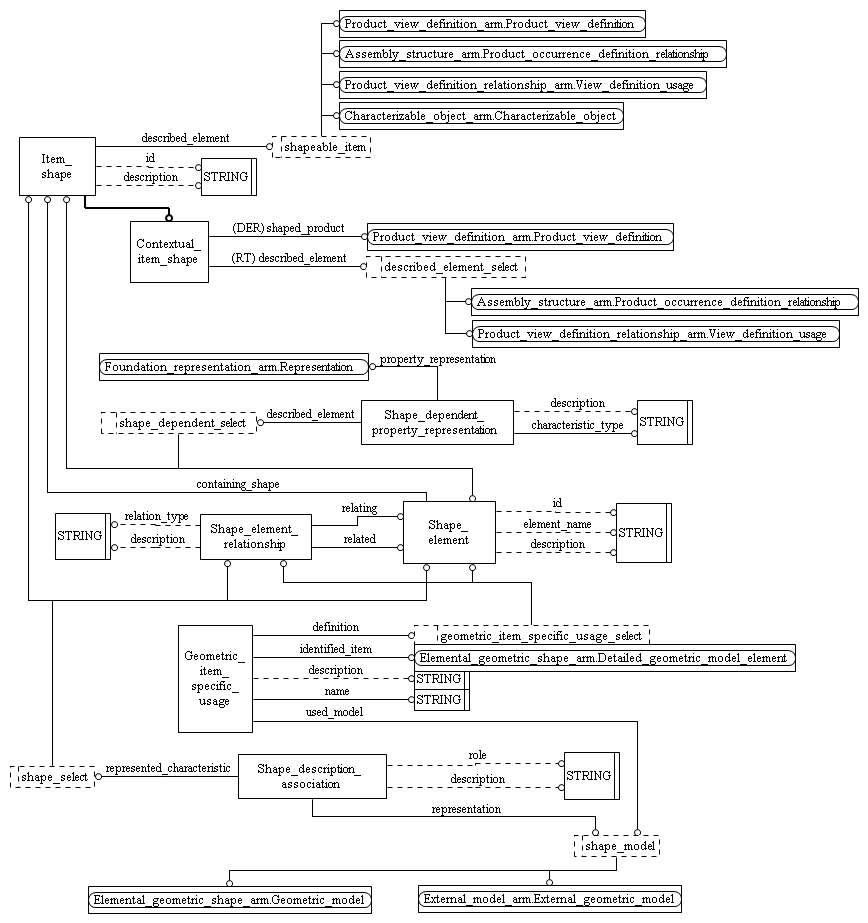 Product_view_definition_arm.Product_view_definition
Assembly_structure_arm.Product_occurrence_definition_relationship
Product_view_definition_relationship_arm.View_definition_usage
Characterizable_object_arm.Characterizable_object
described_element
shapeable_item
Item_
shape
id
description
STRING
Contextual_
item_shape
(DER) shaped_product
Product_view_definition_arm.Product_view_definition
(RT) described_element
described_element_select
Assembly_structure_arm.Product_occurrence_definition_relationship
Product_view_definition_relationship_arm.View_definition_usage
Foundation_representation_arm.Representation
property_representation
shape_dependent_select
described_element
Shape_dependent_
property_representation
description
characteristic_type
STRING
containing_shape
STRING
relation_type
description
Shape_element_
relationship
relating
related
Shape_
element
id
element_name
description
STRING
Geometric_
item_
specific_
usage
definition
geometric_item_specific_usage_select
identified_item
Elemental_geometric_shape_arm.Detailed_geometric_model_element
description
STRING
name
STRING
used_model
shape_select
represented_characteristic
Shape_description_
association
role
description
STRING
representation
shape_model
Elemental_geometric_shape_arm.Geometric_model
External_model_arm.External_geometric_model